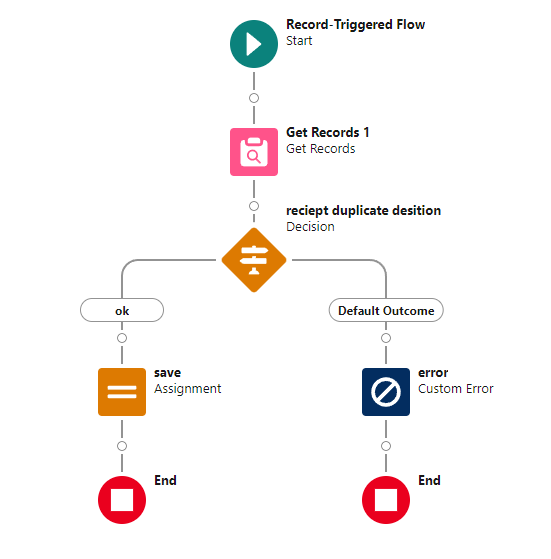 Record-Triggered Flow
Start
Get Records 1
Get Records
reciept duplicate desition
Decision
ok
Default Outcome
save
Assignment
error
Custom Error
End
End